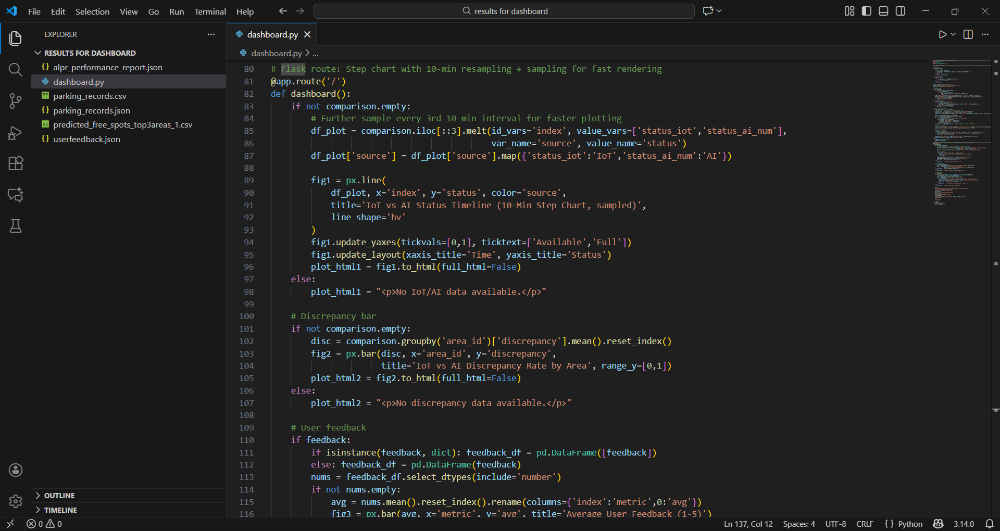 File Edit Selection View Go Run Terminal Help
results for dashboard
EXPLORER
RESULTS FOR DASHBOARD
{} alpr_performance_report.json
dashboard.py
parking_records.csv
{} parking_records.json
predicted_free_spots_top3areas_1.csv
{} userfeedback.json
OUTLINE
TIMELINE
dashboard.py
dashboard.py > ...
80 # Flask route: Step chart with 10-min resampling + sampling for fast rendering
81 @app.route('/')
82 def dashboard():
83     if not comparison.empty:
84         # Further sample every 3rd 10-min interval for faster plotting
85         df_plot = comparison.iloc[::3].melt(id_vars='index', value_vars=['status_iot','status_ai_num'],
86                                             var_name='source', value_name='status')
87         df_plot['source'] = df_plot['source'].map({'status_iot':'IoT','status_ai_num':'AI'})
88
89         fig1 = px.line(
90             df_plot, x='index', y='status', color='source',
91             title='IoT vs AI Status Timeline (10-Min Step Chart, sampled)',
92             line_shape='hv'
93         )
94         fig1.update_yaxes(tickvals=[0,1], ticktext=['Available','Full'])
95         fig1.update_layout(xaxis_title='Time', yaxis_title='Status')
96         plot_html1 = fig1.to_html(full_html=False)
97     else:
98         plot_html1 = "<p>No IoT/AI data available.</p>"
99
100     # Discrepancy bar
101     if not comparison.empty:
102         disc = comparison.groupby('area_id')['discrepancy'].mean().reset_index()
103         fig2 = px.bar(disc, x='area_id', y='discrepancy',
104                       title='IoT vs AI Discrepancy Rate by Area', range_y=[0,1])
105         plot_html2 = fig2.to_html(full_html=False)
106     else:
107         plot_html2 = "<p>No discrepancy data available.</p>"
108
109     # User feedback
110     if feedback:
111         if isinstance(feedback, dict): feedback_df = pd.DataFrame([feedback])
112         else: feedback_df = pd.DataFrame(feedback)
113         nums = feedback_df.select_dtypes(include='number')
114         if not nums.empty:
115             avg = nums.mean().reset_index().rename(columns={'index':'metric',0:'avg'})
116             fig3 = px.bar(avg, x='metric', y='avg', title='Average User Feedback (1-5)')
0 0
Ln 137, Col 12 Spaces: 4 UTF-8 CRLF {} Python 3.14.0